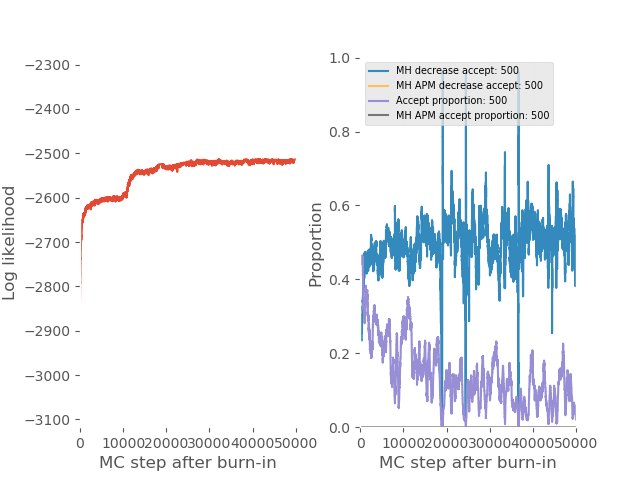 −2300
−2400
−2500
−2600
−2700
−2800
−2900
−3000
−3100
Log likelihood
0 10000 20000 30000 40000 50000
MC step after burn-in
1.0
0.8
0.6
0.4
0.2
0.0
Proportion
MH decrease accept: 500
MH APM decrease accept: 500
Accept proportion: 500
MH APM accept proportion: 500
0 10000 20000 30000 40000 50000
MC step after burn-in